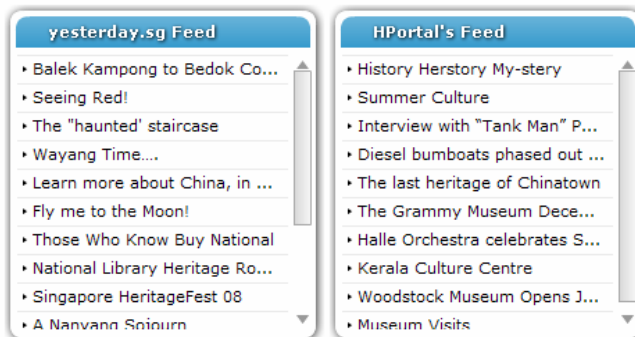 yesterday.sg Feed
Balek Kampong to Bedok Co...
Seeing Red!
The "haunted' staircase
Wayang Time....
Learn more about China, in ...
Fly me to the Moon!
Those Who Know Buy National
National Library Heritage Ro...
Singapore HeritageFest 08
A Nanyang Sojourn
HPortal's Feed
History Herstory My-stery
Summer Culture
Interview with “Tank Man” P...
Diesel bumboats phased out ...
The last heritage of Chinatown
The Grammy Museum Dece...
Halle Orchestra celebrates S...
Kerala Culture Centre
Woodstock Museum Opens J...
Museum Visits